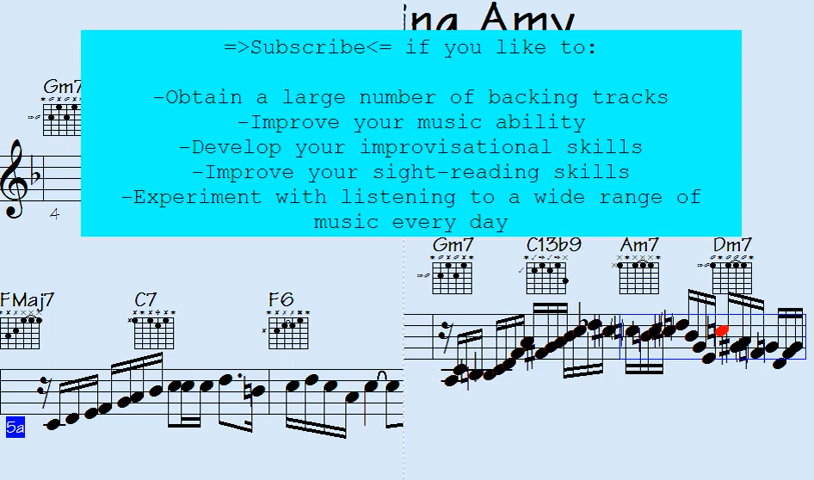 ing Amy
=>Subscribe<= if you like to:
-Obtain a large number of backing tracks
-Improve your music ability
-Develop your improvisational skills
-Improve your sight-reading skills
-Experiment with listening to a wide range of
music every day
Gm7
4
Gm7 C13b9 Am7 Dm7
FMaj7 C7 F6
5a